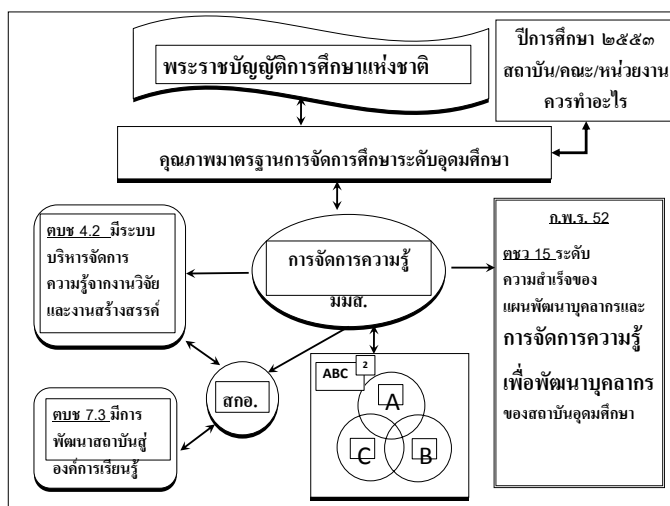 พระราชบัญญัติการศึกษาแห่งชาติ
ปีการศึกษา ๒๕๕๓
สถาบัน/คณะ/หน่วยงาน
ควรทำอะไร
คุณภาพมาตรฐานการจัดการศึกษาระดับอุดมศึกษา
ตบช 4.2 มีระบบ
บริหารจัดการ
ความรู้จากงานวิจัย
และงานสร้างสรรค์
การจัดการความรู้
มมส.
ก.พ.ร. 52
ตชว 15 ระดับ
ความสำเร็จของ
แผนพัฒนาบุคลากรและ
การจัดการความรู้
เพื่อพัฒนาบุคลากร
ของสถาบันอุดมศึกษา
สกอ.
ตบช 7.3 มีการ
พัฒนาสถาบันสู่
องค์การเรียนรู้
ABC 2
A
C B